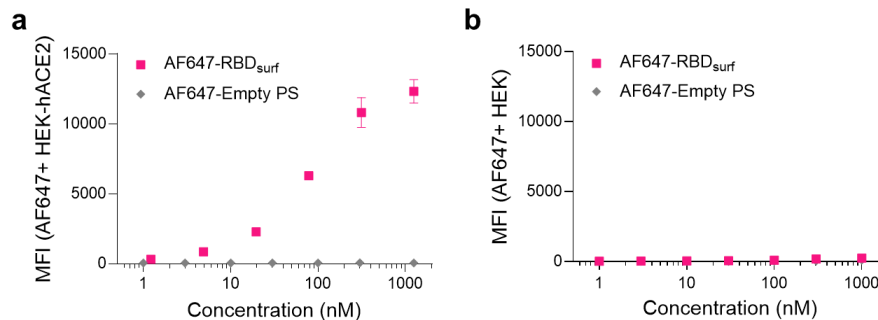 a
15000
10000
5000
0
MFI (AF647+ HEK-hACE2)
AF647-RBDsurf
AF647-Empty PS
1
10
100
1000
Concentration (nM)
b
15000
10000
5000
0
MFI (AF647+ HEK)
AF647-RBDsurf
AF647-Empty PS
1
10
100
1000
Concentration (nM)